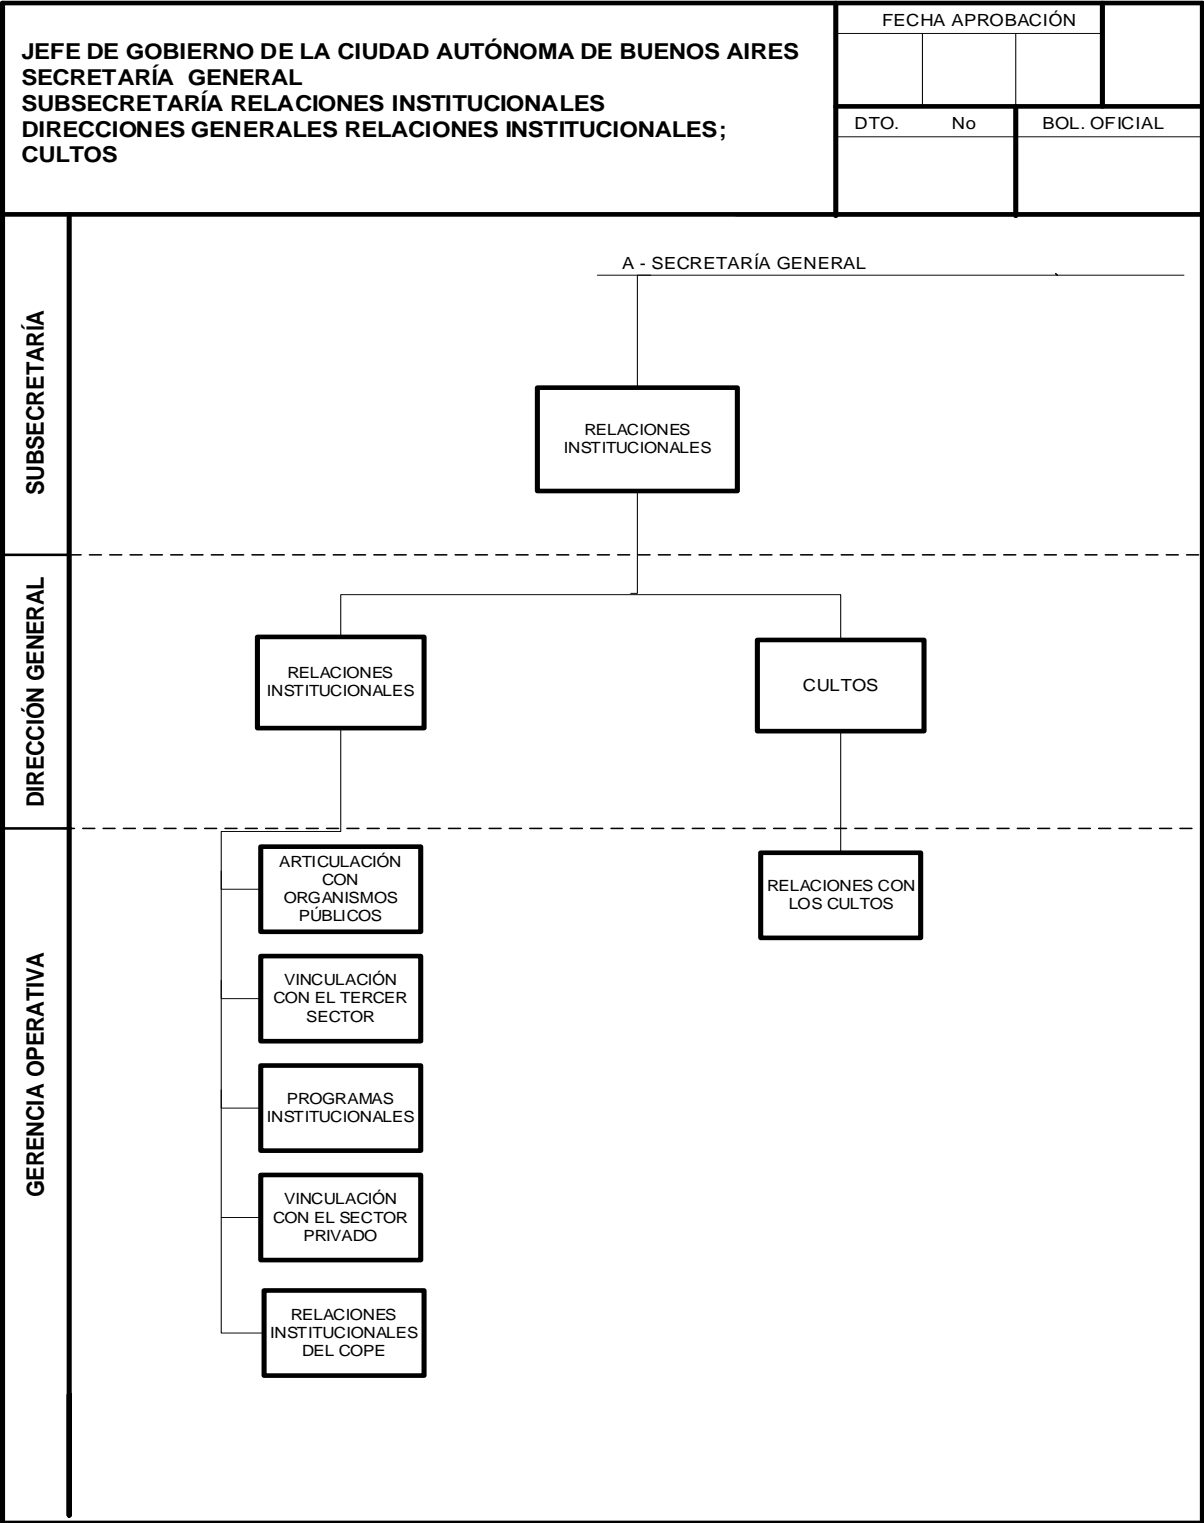 JEFE DE GOBIERNO DE LA CIUDAD AUTÓNOMA DE BUENOS AIRES
SECRETARÍA GENERAL
SUBSECRETARÍA RELACIONES INSTITUCIONALES
DIRECCIONES GENERALES RELACIONES INSTITUCIONALES;
CULTOS
FECHA APROBACIÓN
DTO. No
BOL. OFICIAL
SUBSECRETARÍA
A - SECRETARÍA GENERAL
RELACIONES
INSTITUCIONALES
DIRECCIÓN GENERAL
RELACIONES
INSTITUCIONALES
CULTOS
GERENCIA OPERATIVA
ARTICULACIÓN
CON
ORGANISMOS
PÚBLICOS
RELACIONES CON
LOS CULTOS
VINCULACIÓN
CON EL TERCER
SECTOR
PROGRAMAS
INSTITUCIONALES
VINCULACIÓN
CON EL SECTOR
PRIVADO
RELACIONES
INSTITUCIONALES
DEL COPE